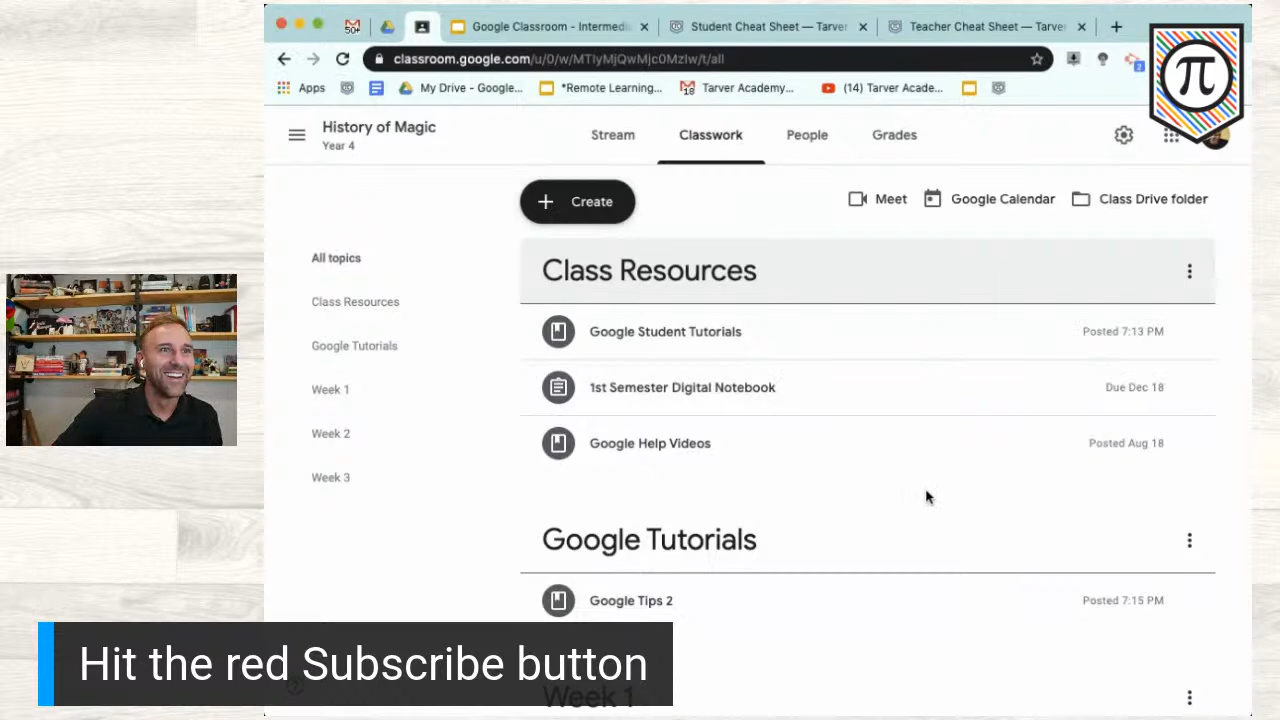 50+
Google Classroom - Intermedi
Student Cheat Sheet — Tarver
Teacher Cheat Sheet — Tarver
classroom.google.com/u/0/w/MTIyMjQwMjc0MzIw/t/all
2
Apps
My Drive - Google...
*Remote Learning...
18
Tarver Academy...
(14) Tarver Acade...
π
History of Magic
Year 4
Stream
Classwork
People
Grades
Create
Meet
Google Calendar
Class Drive folder
All topics
Class Resources
Google Tutorials
Week 1
Week 2
Week 3
Class Resources
Google Student Tutorials
Posted 7:13 PM
1st Semester Digital Notebook
Due Dec 18
Google Help Videos
Posted Aug 18
Google Tutorials
Google Tips 2
Posted 7:15 PM
Hit the red Subscribe button
Week 1